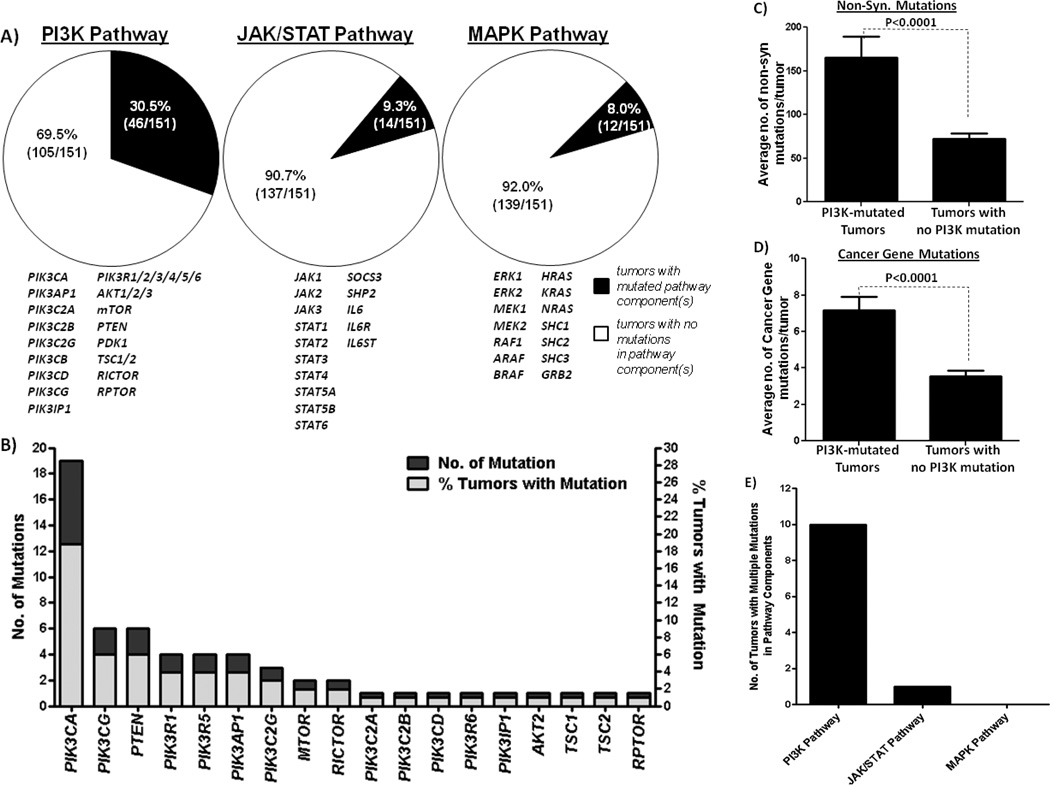 A)
PI3K Pathway
JAK/STAT Pathway
MAPK Pathway
30.5%
(46/151)
69.5%
(105/151)
9.3%
(14/151)
90.7%
(137/151)
8.0%
(12/151)
92.0%
(139/151)
PIK3CA PIK3R1/2/3/4/5/6
PIK3AP1 AKT1/2/3
PIK3C2A mTOR
PIK3C2B PTEN
PIK3C2G PDK1
PIK3CB TSC1/2
PIK3CD RICTOR
PIK3CG RPTOR
PIK3IP1
JAK1 SOCS3
JAK2 SHP2
JAK3 IL6
STAT1 IL6R
STAT2 IL6ST
STAT3
STAT4
STAT5A
STAT5B
STAT6
ERK1 HRAS
ERK2 KRAS
MEK1 NRAS
MEK2 SHC1
RAF1 SHC2
ARAF SHC3
BRAF GRB2
tumors with
mutated pathway
component(s)
tumors with no
mutations
in pathway
component(s)
B)
No. of Mutations
20
18
16
14
12
10
8
6
4
2
0
No. of Mutation
% Tumors with Mutation
30
28
26
24
22
20
18
16
14
12
10
8
6
4
2
0
% Tumors with Mutation
PIK3CA
PIK3CG
PTEN
PIK3R1
PIK3R5
PIK3AP1
PIK3C2G
MTOR
RICTOR
PIK3C2A
PIK3C2B
PIK3CD
PIK3R6
PIK3IP1
AKT2
TSC1
TSC2
RPTOR
C)
Non-Syn. Mutations
P<0.0001
Average no. of non-syn
mutations/tumor
200
150
100
50
0
PI3K-mutated
Tumors
Tumors with
no PI3K mutation
D)
Cancer Gene Mutations
P<0.0001
Average no. of Cancer Gene
mutations/tumor
8
6
4
2
0
PI3K-mutated
Tumors
Tumors with
no PI3K mutation
E)
No. of Tumors with Multiple Mutations
in Pathway Components
12
10
8
6
4
2
0
PI3K Pathway
JAK/STAT Pathway
MAPK Pathway